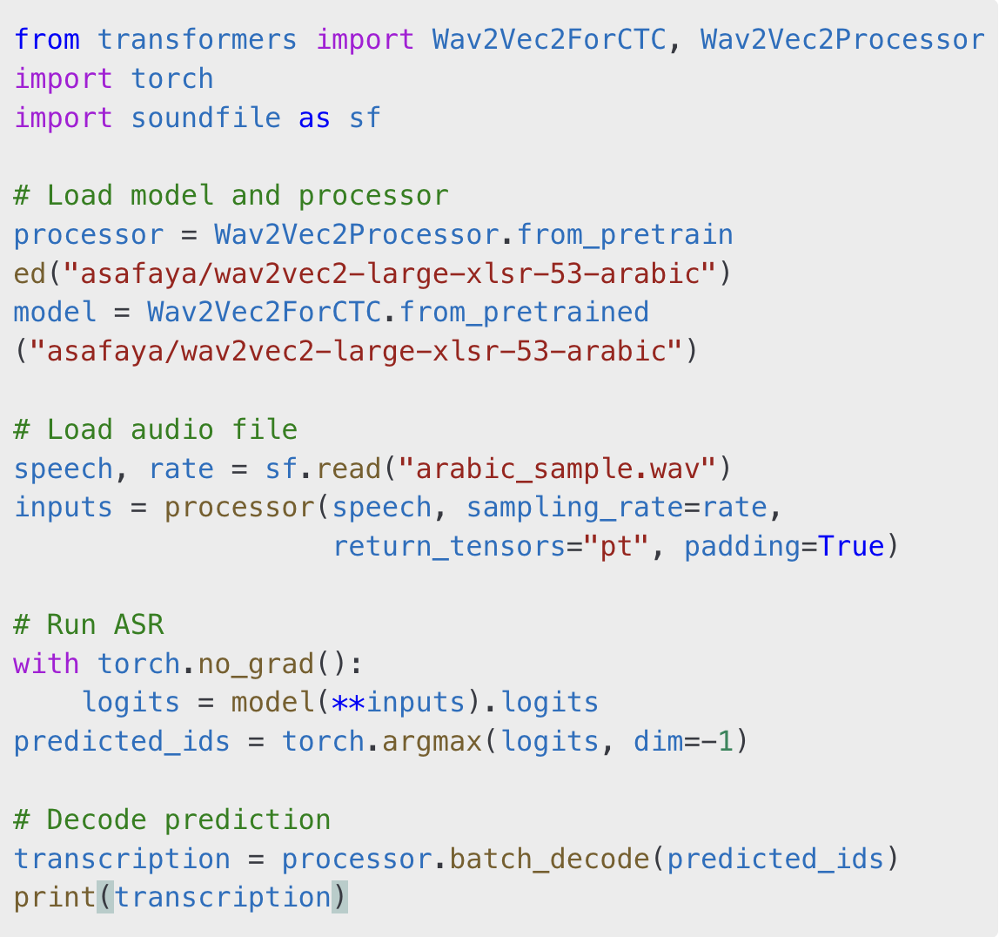 from transformers import Wav2Vec2ForCTC, Wav2Vec2Processor
import torch
import soundfile as sf

# Load model and processor
processor = Wav2Vec2Processor.from_pretrain
ed("asafaya/wav2vec2-large-xlsr-53-arabic")
model = Wav2Vec2ForCTC.from_pretrained
("asafaya/wav2vec2-large-xlsr-53-arabic")

# Load audio file
speech, rate = sf.read("arabic_sample.wav")
inputs = processor(speech, sampling_rate=rate,
                   return_tensors="pt", padding=True)

# Run ASR
with torch.no_grad():
    logits = model(**inputs).logits
predicted_ids = torch.argmax(logits, dim=-1)

# Decode prediction
transcription = processor.batch_decode(predicted_ids)
print(transcription)